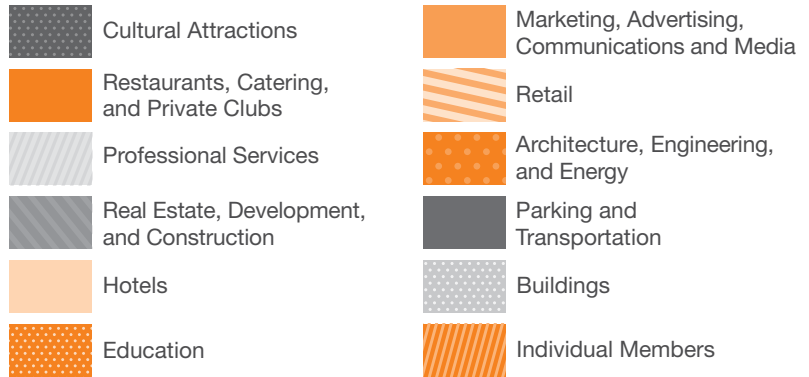 Cultural Attractions
Restaurants, Catering,
and Private Clubs
Professional Services
Real Estate, Development,
and Construction
Hotels
Education
Marketing, Advertising,
Communications and Media
Retail
Architecture, Engineering,
and Energy
Parking and
Transportation
Buildings
Individual Members